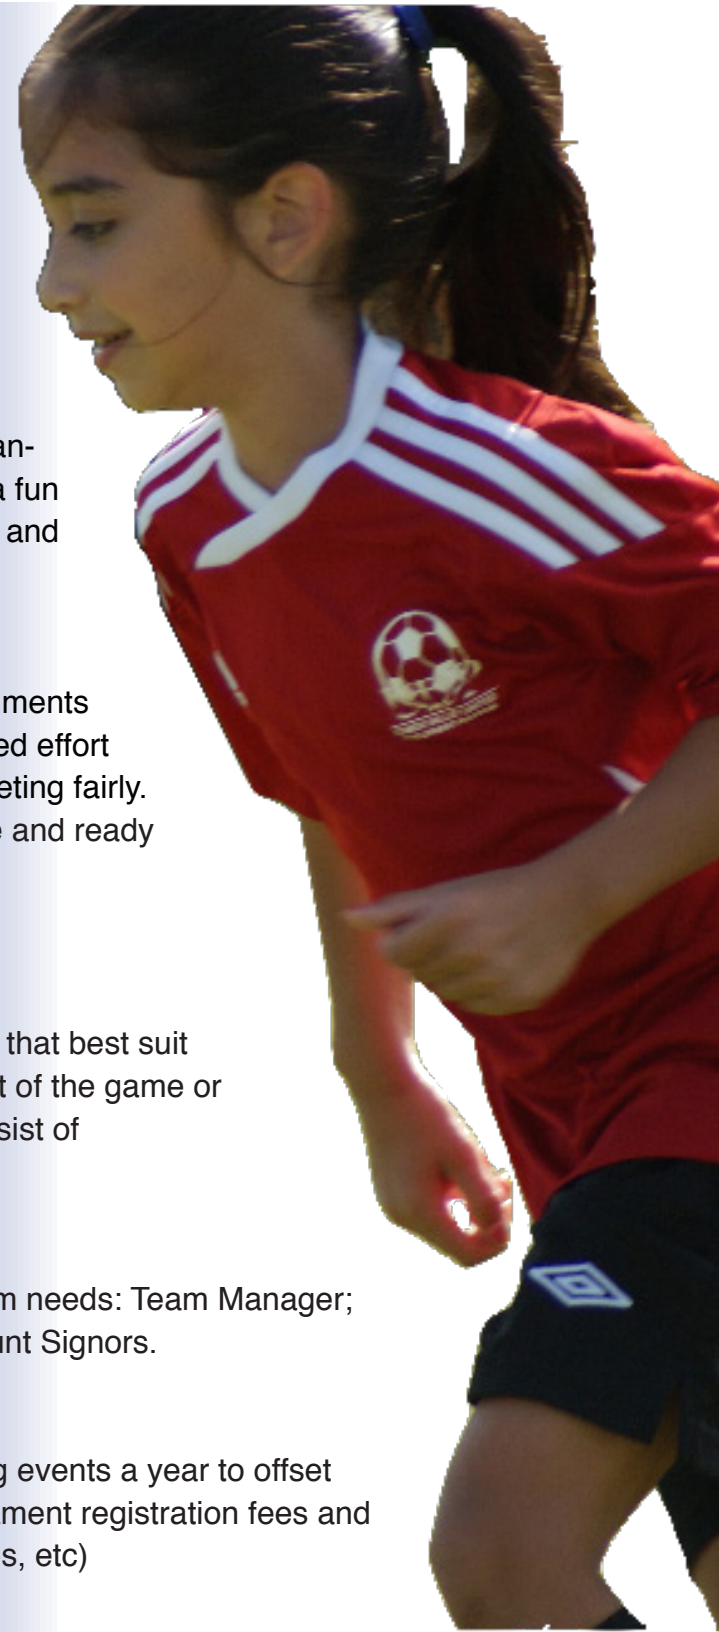 an-
a fun
and
ments
ed effort
eting fairly.
e and ready
that best suit
t of the game or
sist of
m needs: Team Manager;
unt Signors.
g events a year to offset
ament registration fees and
s, etc)